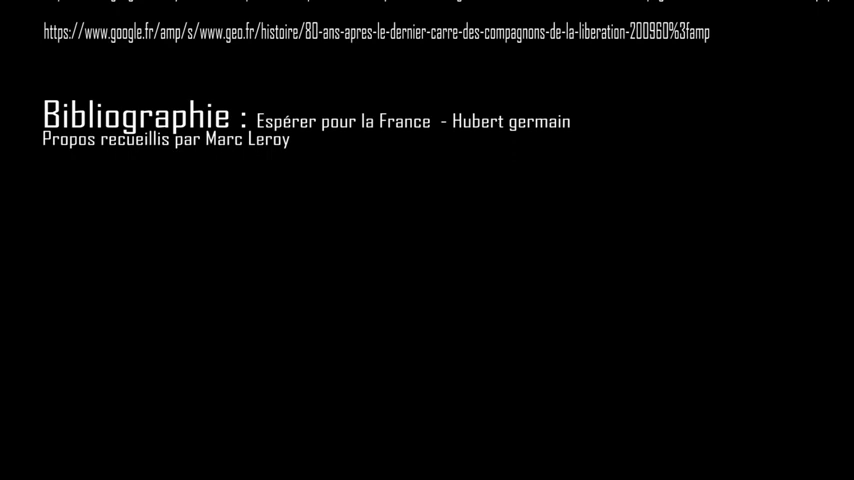 https://www.google.fr/amp/s/www.geo.fr/histoire/80-ans-apres-le-dernier-carre-des-compagnons-de-la-liberation-200960%3famp
Bibliographie : Espérer pour la France - Hubert germain
Propos recueillis par Marc Leroy